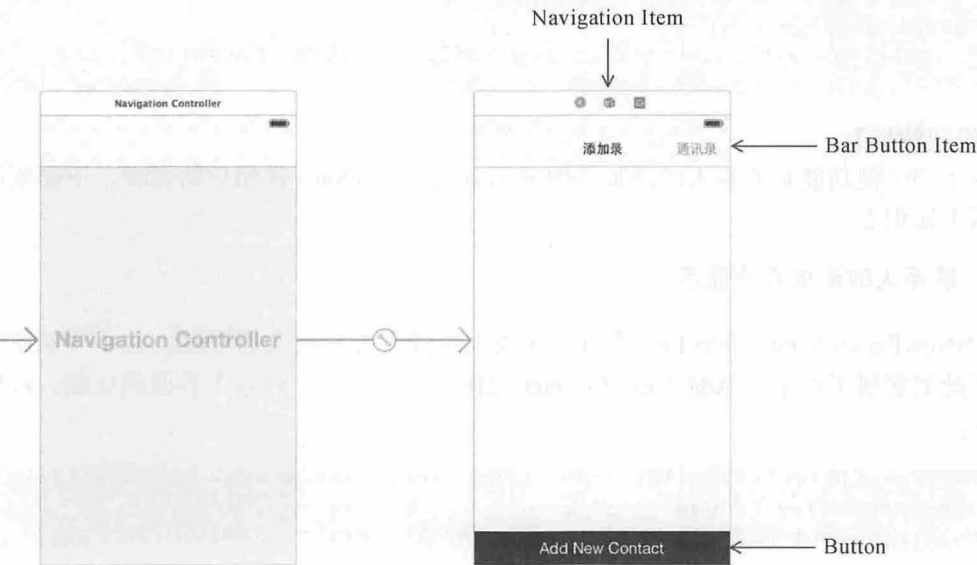 Navigation Item
Navigation Controller
添加录
通讯录
Bar Button Item
Navigation Controller
Add New Contact
Button